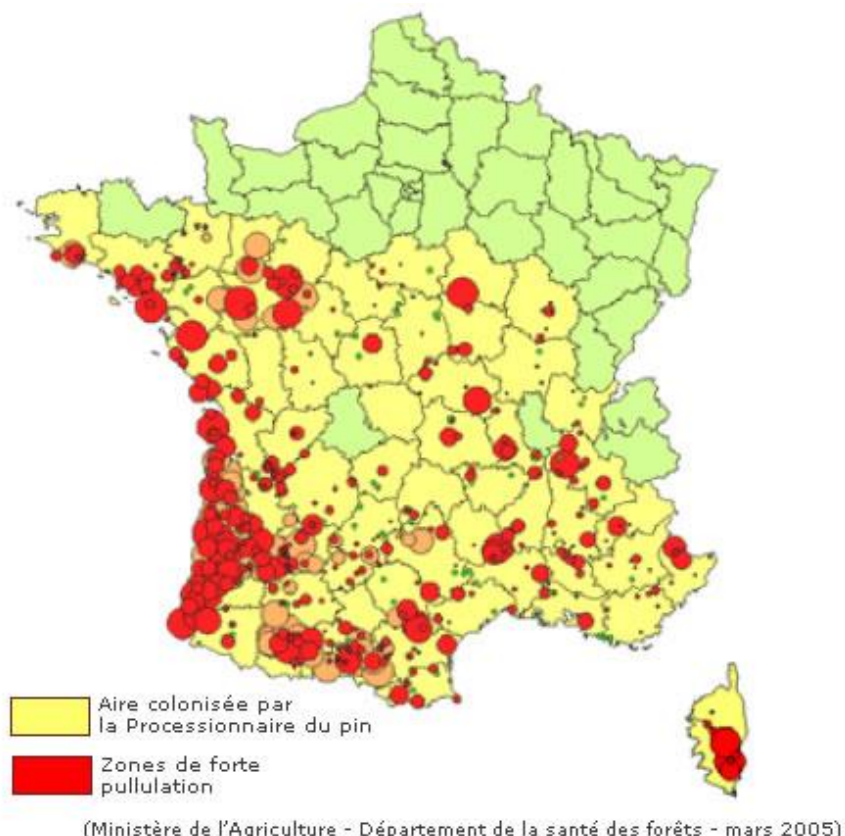 Aire colonisée par
la Processionnaire du pin
Zones de forte
pullulation
(Ministère de l'Agriculture - Département de la santé des forêts - mars 2005)